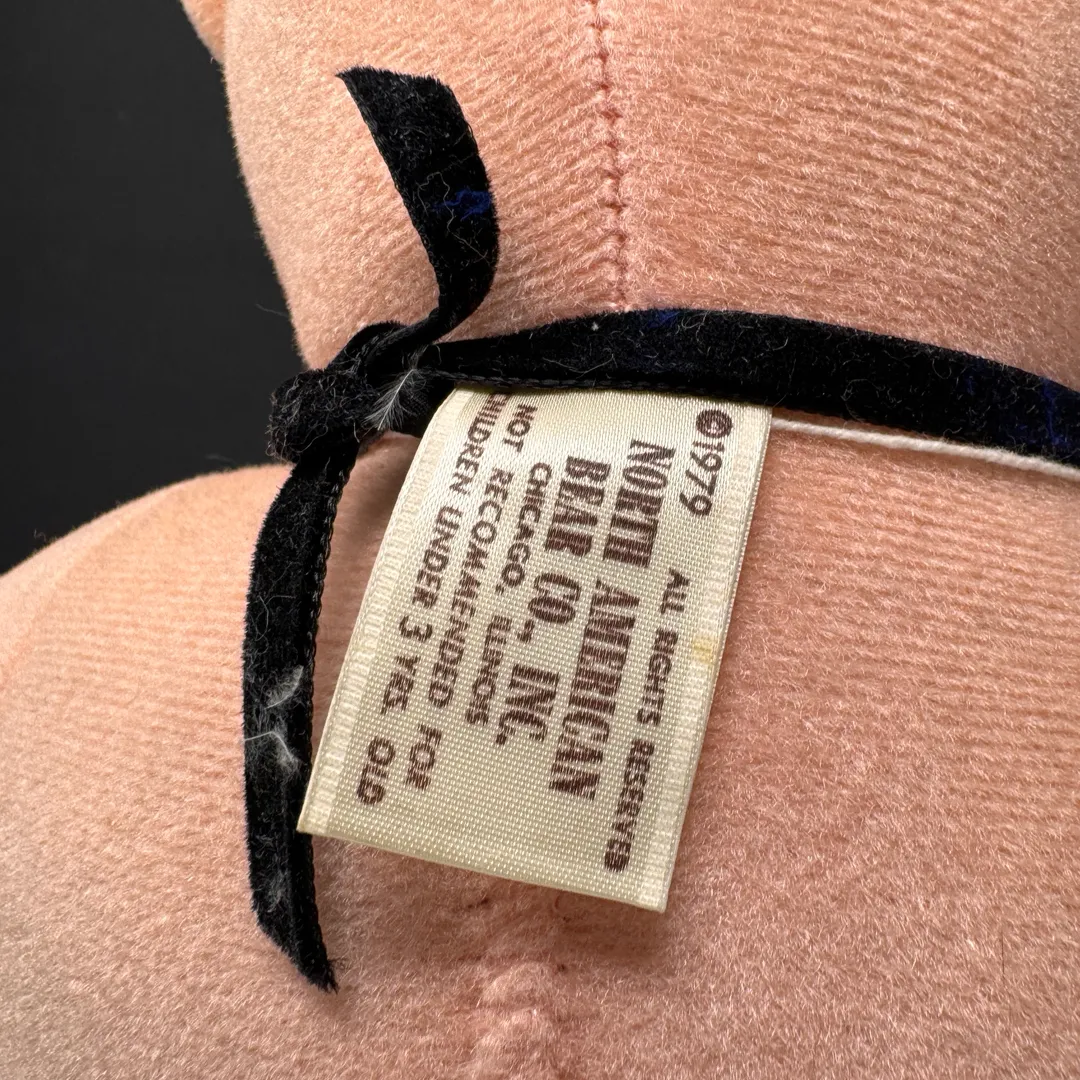 ©1979 ALL RIGHTS RESERVED
NORTH AMERICAN
BEAR CO., INC.
CHICAGO, ILLINOIS
NOT RECOMMENDED FOR
CHILDREN UNDER 3 YRS. OLD